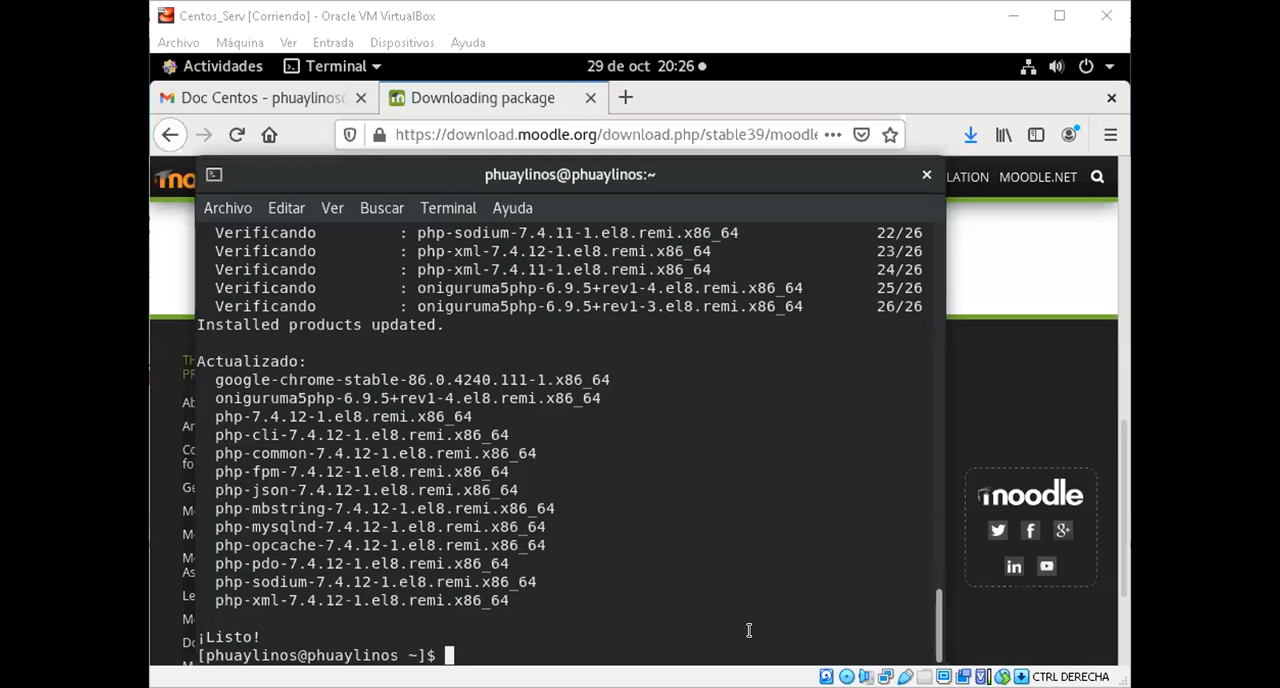 Centos_Serv [Corriendo] - Oracle VM VirtualBox
Archivo Máquina Ver Entrada Dispositivos Ayuda
Actividades Terminal 29 de oct 20:26
Doc Centos - phuaylinos Downloading package
https://download.moodle.org/download.php/stable39/moodl
LATION MOODLE.NET
phuaylinos@phuaylinos:~
Archivo Editar Ver Buscar Terminal Ayuda
Verificando : php-sodium-7.4.11-1.el8.remi.x86_64 22/26
Verificando : php-xml-7.4.12-1.el8.remi.x86_64 23/26
Verificando : php-xml-7.4.11-1.el8.remi.x86_64 24/26
Verificando : oniguruma5php-6.9.5+rev1-4.el8.remi.x86_64 25/26
Verificando : oniguruma5php-6.9.5+rev1-3.el8.remi.x86_64 26/26
Installed products updated.
Actualizado:
google-chrome-stable-86.0.4240.111-1.x86_64
oniguruma5php-6.9.5+rev1-4.el8.remi.x86_64
php-7.4.12-1.el8.remi.x86_64
php-cli-7.4.12-1.el8.remi.x86_64
php-common-7.4.12-1.el8.remi.x86_64
php-fpm-7.4.12-1.el8.remi.x86_64
php-json-7.4.12-1.el8.remi.x86_64
php-mbstring-7.4.12-1.el8.remi.x86_64
php-mysqlnd-7.4.12-1.el8.remi.x86_64
php-opcache-7.4.12-1.el8.remi.x86_64
php-pdo-7.4.12-1.el8.remi.x86_64
php-sodium-7.4.12-1.el8.remi.x86_64
php-xml-7.4.12-1.el8.remi.x86_64
¡Listo!
[phuaylinos@phuaylinos ~]$
moodle
CTRL DERECHA